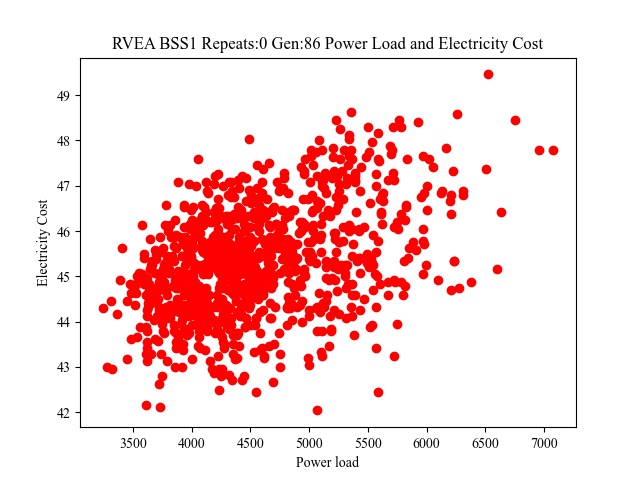 RVEA BSS1 Repeats:0 Gen:86 Power Load and Electricity Cost
49
48
47
46
45
44
43
42
Electricity Cost
3500 4000 4500 5000 5500 6000 6500 7000
Power load